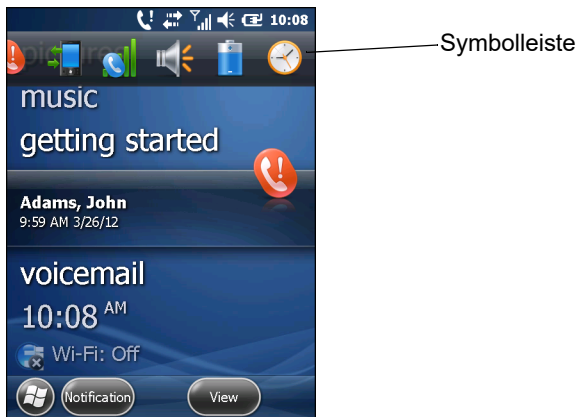 10:08
pictures
Symbolleiste
music
getting started
Adams, John
9:59 AM 3/26/12
voicemail
10:08 AM
Wi-Fi: Off
Notification
View